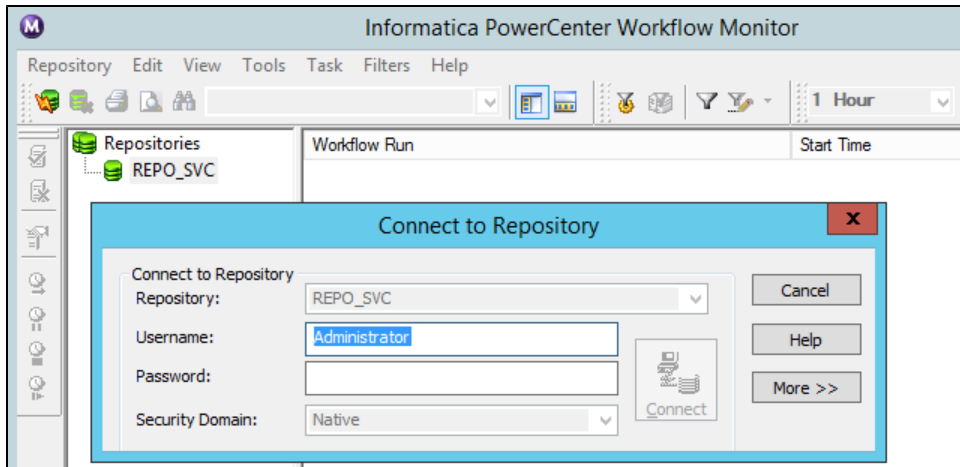 Informatica PowerCenter Workflow Monitor
Repository Edit View Tools Task Filters Help
1 Hour
Repositories
REPO_SVC
Workflow Run Start Time
Connect to Repository
X
Connect to Repository
Repository: REPO_SVC
Username: Administrator
Password:
Security Domain: Native
Connect
Cancel
Help
More >>